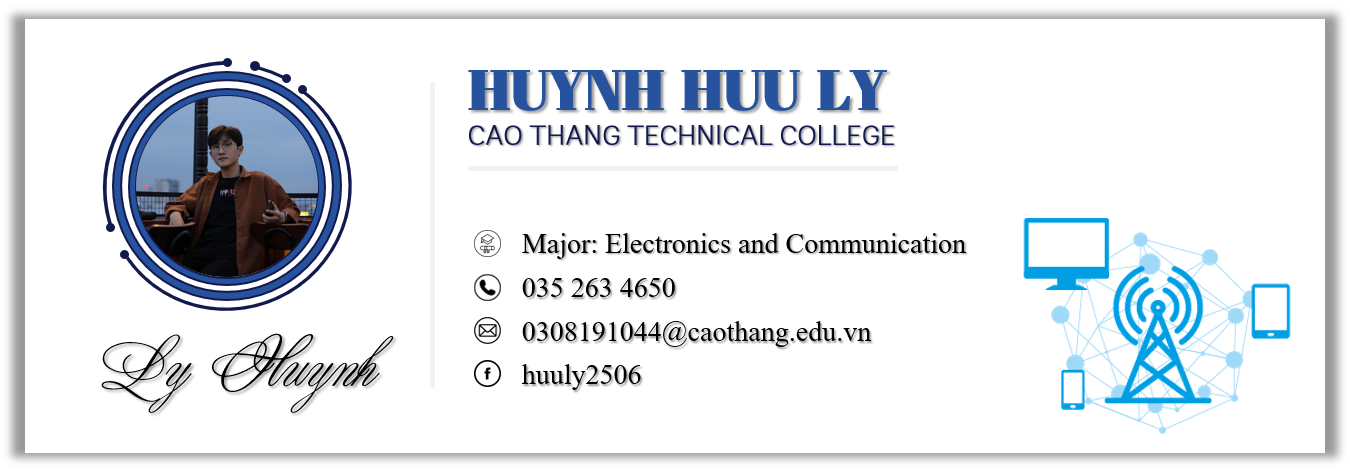 HUYNH HUU LY
CAO THANG TECHNICAL COLLEGE
Major: Electronics and Communication
035 263 4650
0308191044@caothang.edu.vn
huuly2506
Ly Huynh